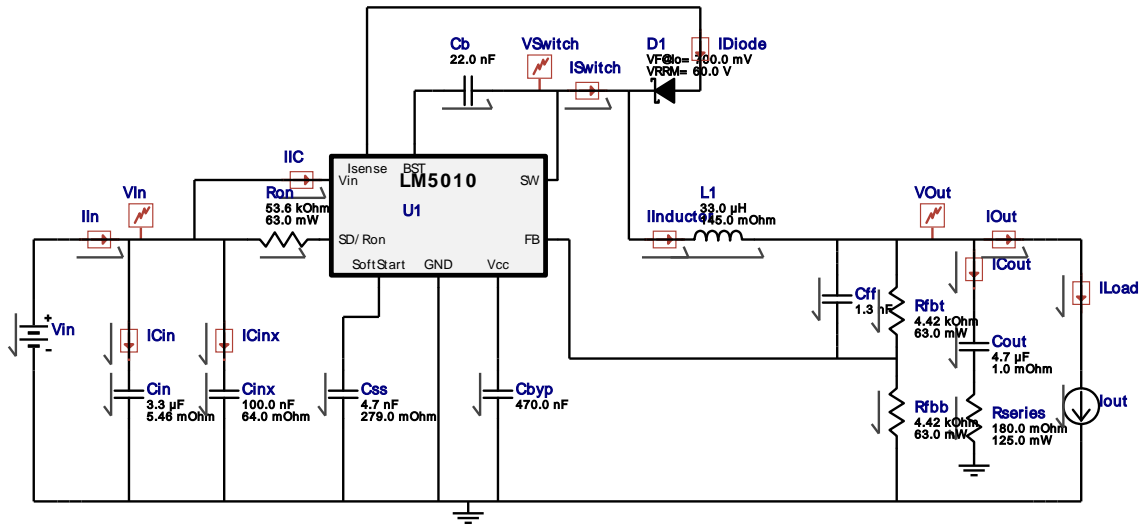 Cb
22.0 nF
VSwitch
ISwitch
D1
VF@Io= 700.0 mV
VRRM= 60.0 V
IDiode
IIC
Isense
BST
Vin
LM5010
SW
U1
SD/ Ron
FB
SoftStart
GND
Vcc
Ron
53.6 kOhm
63.0 mW
VIn
IIn
L1
33.0 µH
145.0 mOhm
IInductor
VOut
IOut
ICout
ILoad
Cff
1.3 nF
Rfbt
4.42 kOhm
63.0 mW
Vin
+
-
ICin
ICinx
Cin
3.3 µF
5.46 mOhm
Cinx
100.0 nF
64.0 mOhm
Css
4.7 nF
279.0 mOhm
Cbyp
470.0 nF
Cout
4.7 µF
1.0 mOhm
Rfbb
4.42 kOhm
63.0 mW
Rseries
180.0 mOhm
125.0 mW
Iout